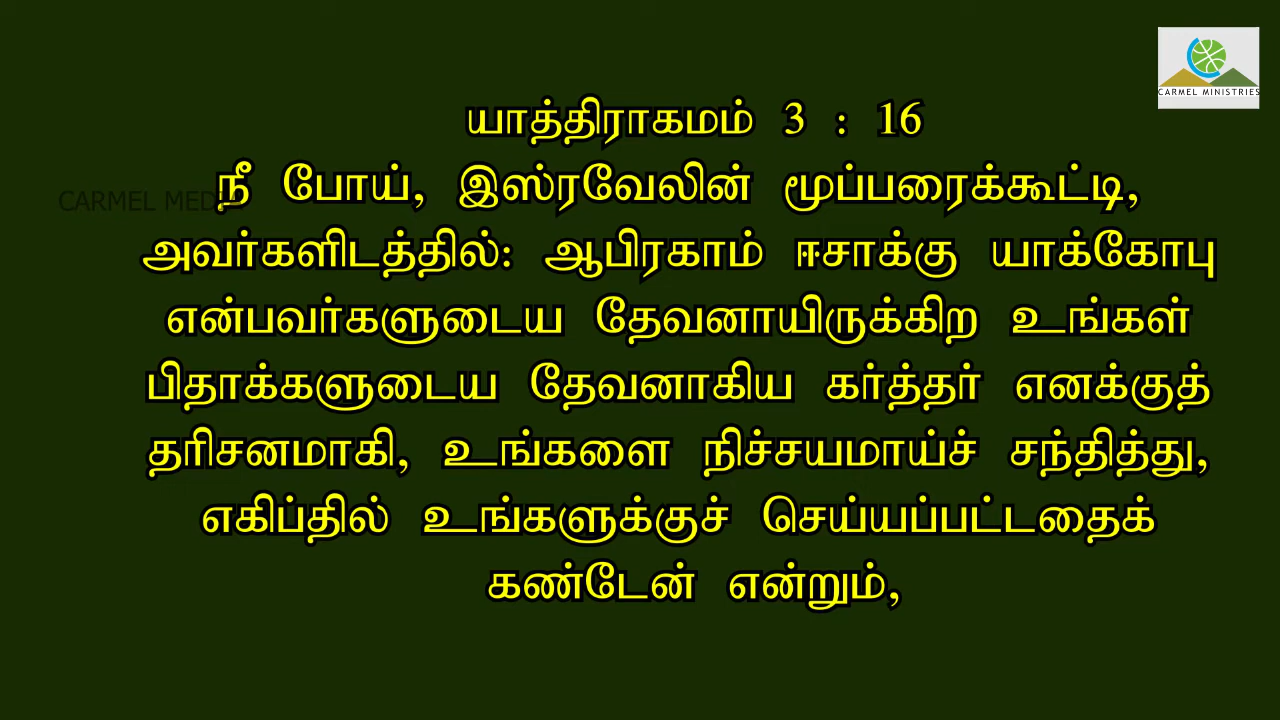 CARMEL MINISTRIES
யாத்திராகமம் 3 : 16
நீ போய், இஸ்ரவேலின் மூப்பரைக்கூட்டி,
CARMEL MEDIA
அவர்களிடத்தில்: ஆபிரகாம் ஈசாக்கு யாக்கோபு
என்பவர்களுடைய தேவனாயிருக்கிற உங்கள்
பிதாக்களுடைய தேவனாகிய கர்த்தர் எனக்குத்
தரிசனமாகி, உங்களை நிச்சயமாய்ச் சந்தித்து,
எகிப்தில் உங்களுக்குச் செய்யப்பட்டதைக்
கண்டேன் என்றும்,